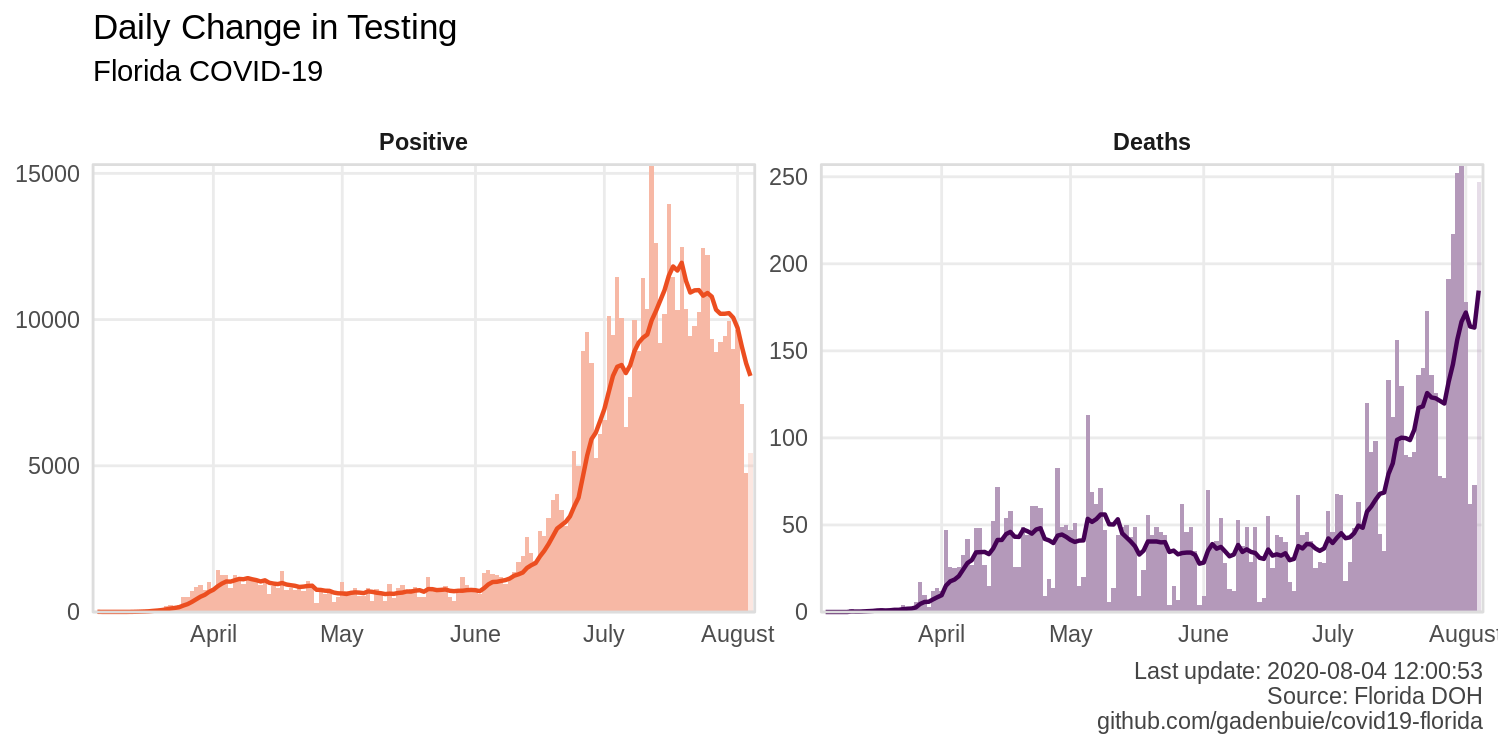 Daily Change in Testing
Florida COVID-19
Positive
Deaths
15000
10000
5000
0
April May June July August
250
200
150
100
50
0
April May June July August
Last update: 2020-08-04 12:00:53
Source: Florida DOH
github.com/gadenbuie/covid19-florida